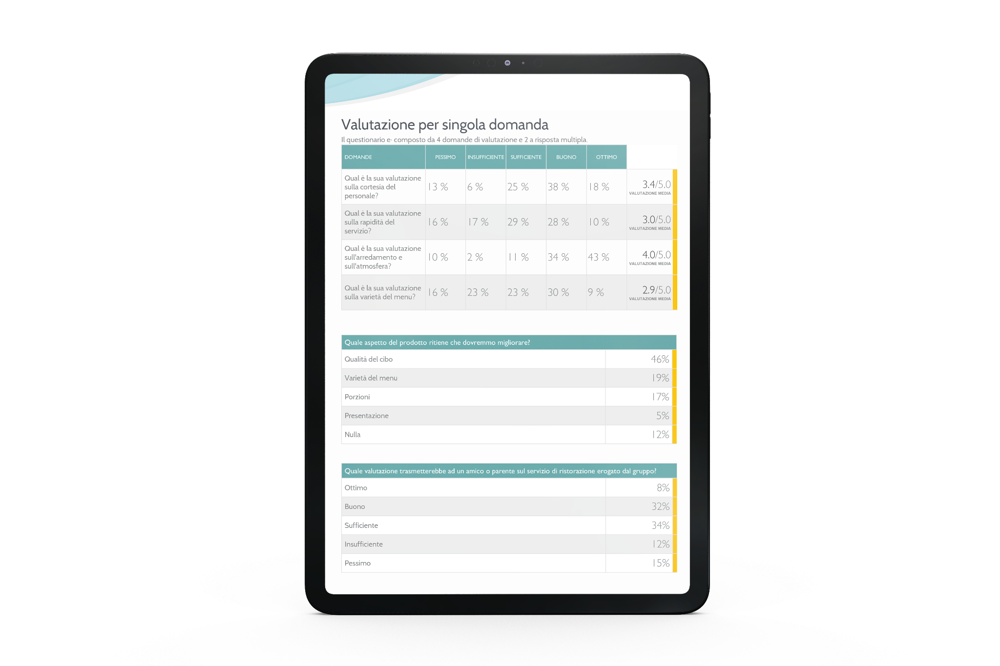 Valutazione per singola domanda
Il questionario e· composto da 4 domande di valutazione e 2 a risposta multipla.
DOMANDE PESSIMO INSUFFICIENTE SUFFICIENTE BUONO OTTIMO
Qual è la sua valutazione
sulla cortesia del
personale?
13 % 6 % 25 % 38 % 18 %
3.4/5.0
VALUTAZIONE MEDIA
Qual è la sua valutazione
sulla rapidità del
servizio?
16 % 17 % 29 % 28 % 10 %
3.0/5.0
VALUTAZIONE MEDIA
Qual è la sua valutazione
sull'arredamento e
sull'atmosfera?
10 % 2 % 11 % 34 % 43 %
4.0/5.0
VALUTAZIONE MEDIA
Qual è la sua valutazione
sulla varietà del menu?
16 % 23 % 23 % 30 % 9 %
2.9/5.0
VALUTAZIONE MEDIA
Quale aspetto del prodotto ritiene che dovremmo migliorare?
Qualità del cibo 46%
Varietà del menu 19%
Porzioni 17%
Presentazione 5%
Nulla 12%
Quale valutazione trasmetterebbe ad un amico o parente sul servizio di ristorazione erogato dal gruppo?
Ottimo 8%
Buono 32%
Sufficiente 34%
Insufficiente 12%
Pessimo 15%